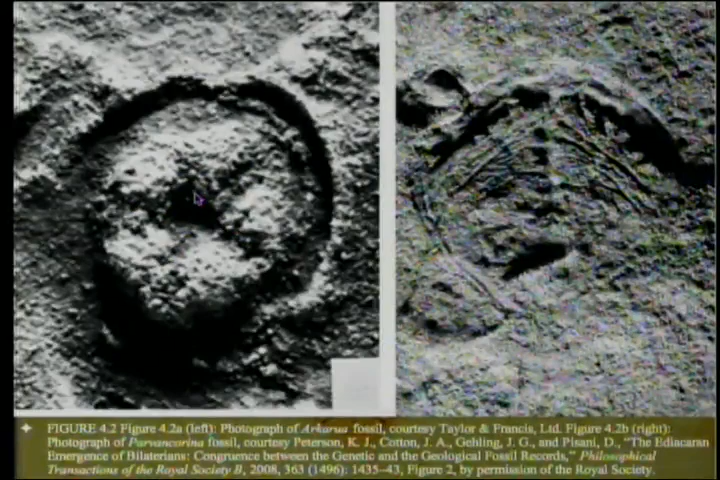 FIGURE 4.2 Figure 4.2a (left): Photograph of Arkarua fossil, courtesy Taylor & Francis, Ltd. Figure 4.2b (right):
Photograph of Parvancorina fossil, courtesy Peterson, K. J., Cotton, J. A., Gehling, J. G., and Pisani, D., "The Ediacaran
Emergence of Bilaterians: Congruence between the Genetic and the Geological Fossil Records," Philosophical
Transactions of the Royal Society B, 2008, 363 (1496): 1435–43, Figure 2, by permission of the Royal Society.